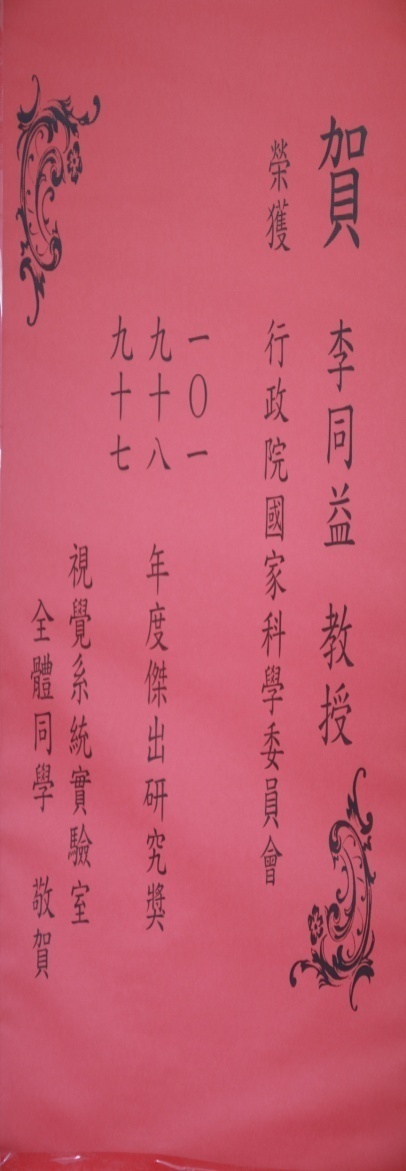 賀 李同益 教授
榮獲 行政院國家科學委員會
一〇一
九十八 年度傑出研究獎
九十七
視覺系統實驗室
全體同學 敬賀